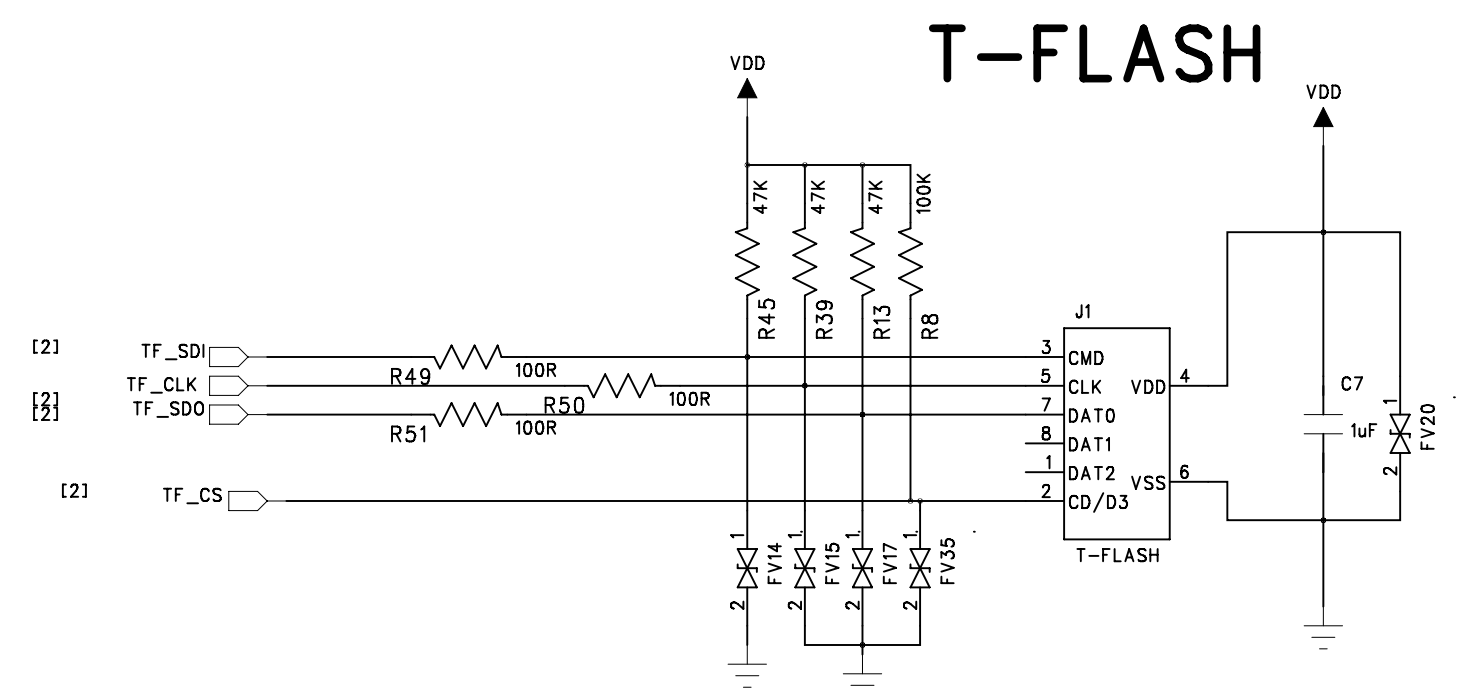 T-FLASH
VDD
VDD
47K
47K
47K
100K
R45
R39
R13
R8
J1
[2]
TF_SDI
R49
100R
3
CMD
TF_CLK
R50
100R
5
CLK
VDD
4
[2]
[2]
TF_SDO
R51
100R
7
DAT0
8
DAT1
1
DAT2
VSS
6
[2]
TF_CS
2
CD/D3
T-FLASH
C7
1uF
1
FV20
2
1
FV14
2
1
FV15
2
1
FV17
2
1
FV35
2